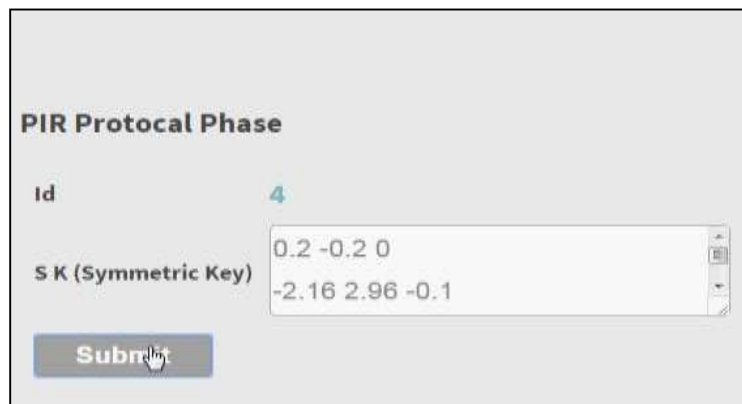 PIR Protocal Phase
Id 4
S K (Symmetric Key)
0.2 -0.2 0
-2.16 2.96 -0.1
Submit